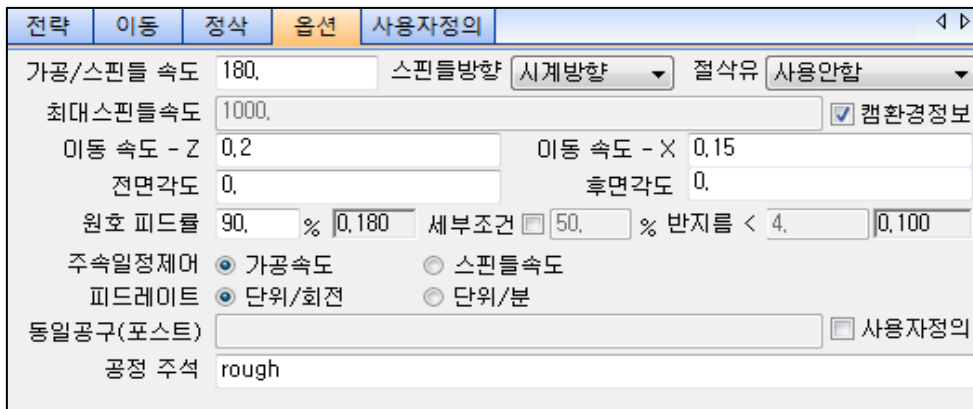 전략 이동 정삭 옵션 사용자정의
가공/스핀들 속도 180, 스핀들방향 시계방향 절삭유 사용안함
최대스핀들속도 1000, 캠환경정보
이동 속도 - Z 0,2 이동 속도 - X 0,15
전면각도 0, 후면각도 0,
원호 피드률 90, % 0,180 세부조건 50, % 반지름 < 4, 0,100
주속일정제어 가공속도 스핀들속도
피드레이트 단위/회전 단위/분
동일공구(포스트) 사용자정의
공정 주석 rough